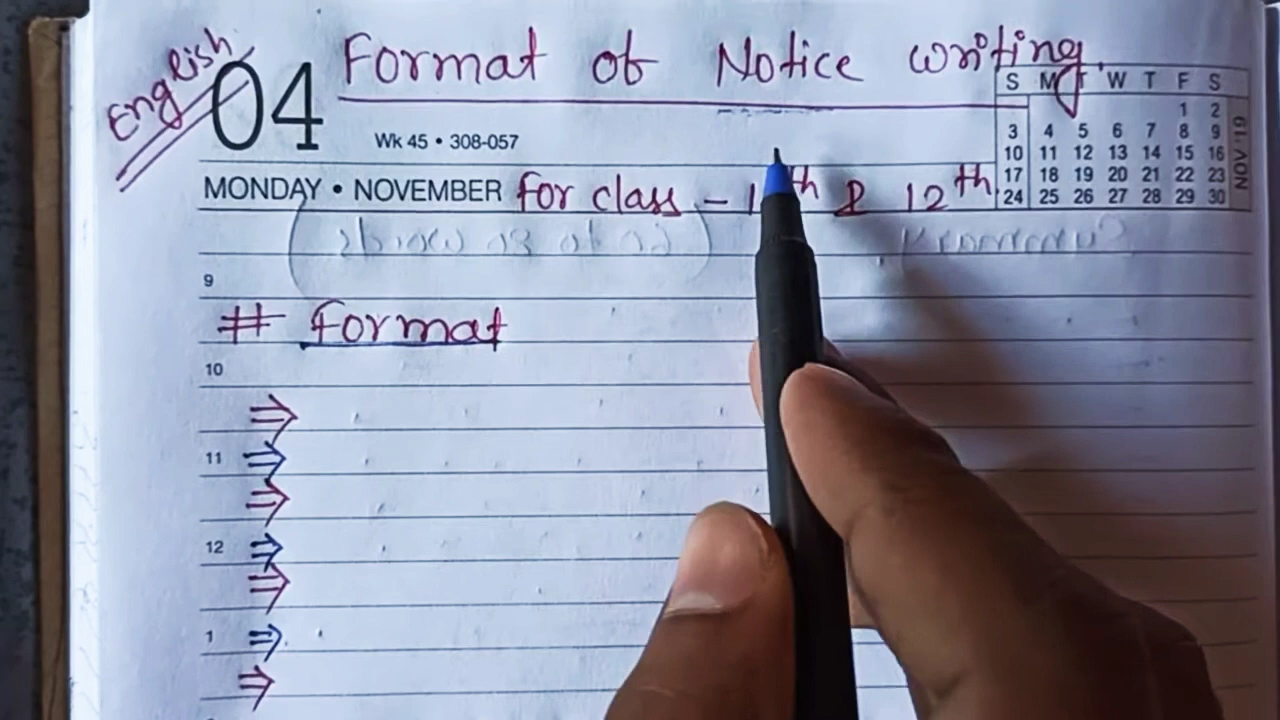 English
Format of Notice writing.
04
Wk 45 • 308-057
MONDAY • NOVEMBER for class - 1 th & 12th
S M T W T F S
1 2
3 4 5 6 7 8 9
10 11 12 13 14 15 16
17 18 19 20 21 22 23
24 25 26 27 28 29 30
NOV.19
9
# Format
10
⇒
11 ⇒
⇒
12 ⇒
⇒
1 ⇒
⇒